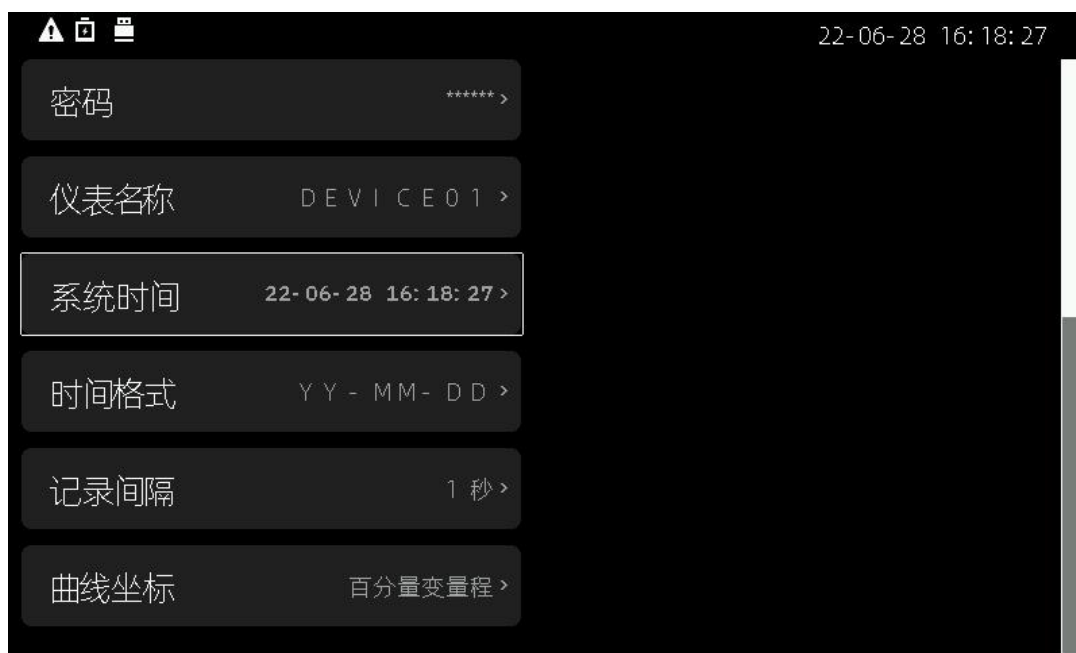 22-06-28 16:18:27
密码 ****** >
仪表名称 DEVICE01 >
系统时间 22-06-28 16:18:27 >
时间格式 YY-MM-DD >
记录间隔 1 秒 >
曲线坐标 百分量变量程 >